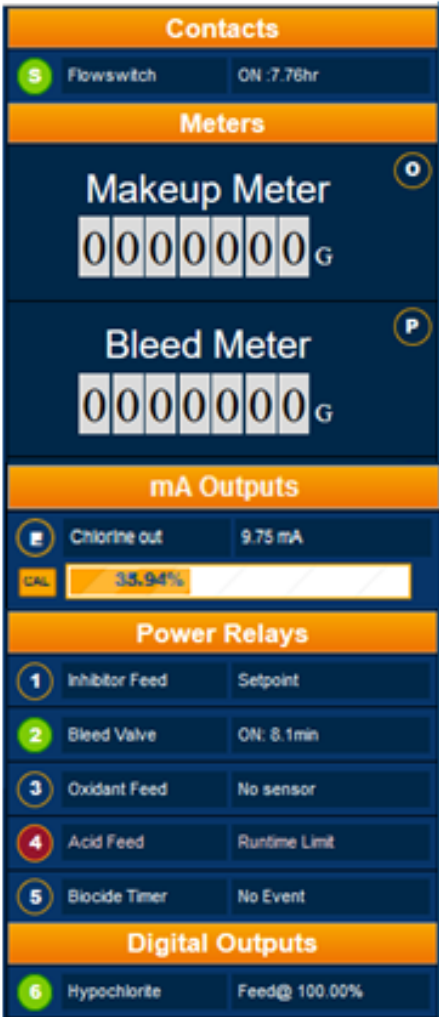 Contacts
S Flowswitch ON :7.76hr
Meters
O
Makeup Meter
0000000 G
P
Bleed Meter
0000000 G
mA Outputs
E Chlorine out 9.75 mA
CAL 35.94%
Power Relays
1 Inhibitor Feed Setpoint
2 Bleed Valve ON: 8.1min
3 Oxidant Feed No sensor
4 Acid Feed Runtime Limit
5 Biocide Timer No Event
Digital Outputs
6 Hypochlorite Feed@ 100.00%